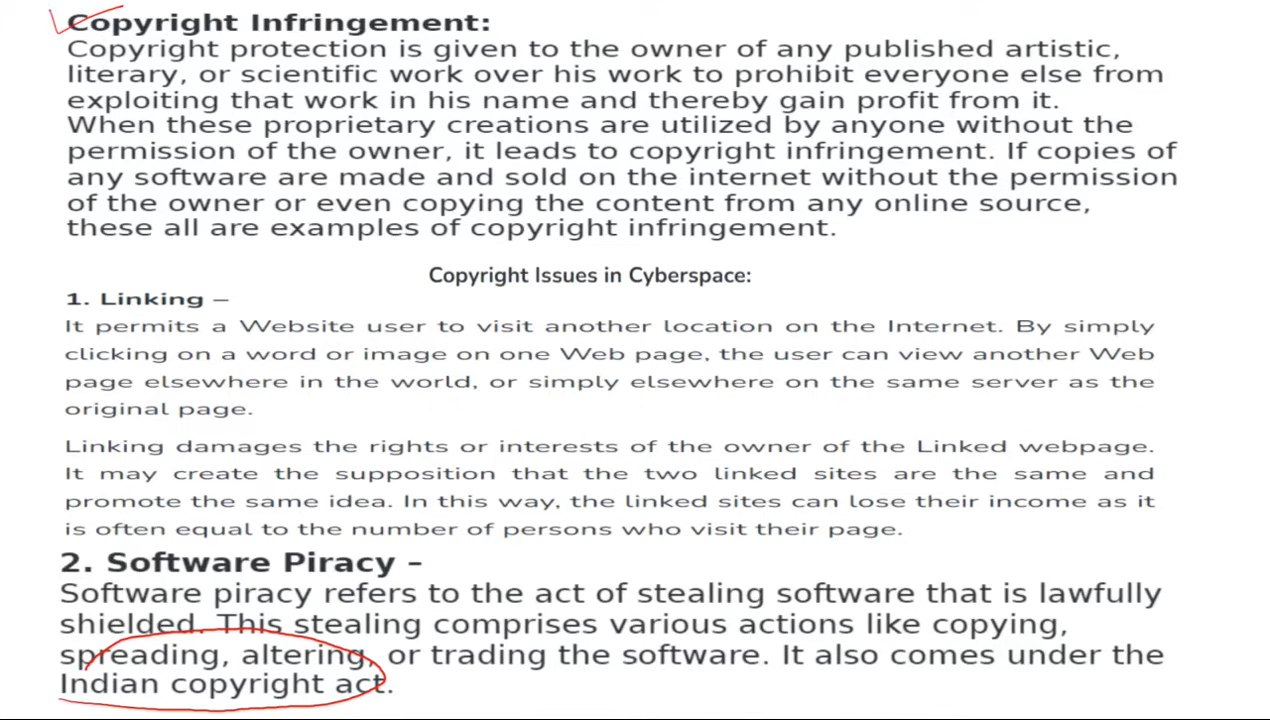 Copyright Infringement:
Copyright protection is given to the owner of any published artistic,
literary, or scientific work over his work to prohibit everyone else from
exploiting that work in his name and thereby gain profit from it.
When these proprietary creations are utilized by anyone without the
permission of the owner, it leads to copyright infringement. If copies of
any software are made and sold on the internet without the permission
of the owner or even copying the content from any online source,
these all are examples of copyright infringement.
Copyright Issues in Cyberspace:
1. Linking –
It permits a Website user to visit another location on the Internet. By simply
clicking on a word or image on one Web page, the user can view another Web
page elsewhere in the world, or simply elsewhere on the same server as the
original page.
Linking damages the rights or interests of the owner of the Linked webpage.
It may create the supposition that the two linked sites are the same and
promote the same idea. In this way, the linked sites can lose their income as it
is often equal to the number of persons who visit their page.
2. Software Piracy –
Software piracy refers to the act of stealing software that is lawfully
shielded. This stealing comprises various actions like copying,
spreading, altering, or trading the software. It also comes under the
Indian copyright act.